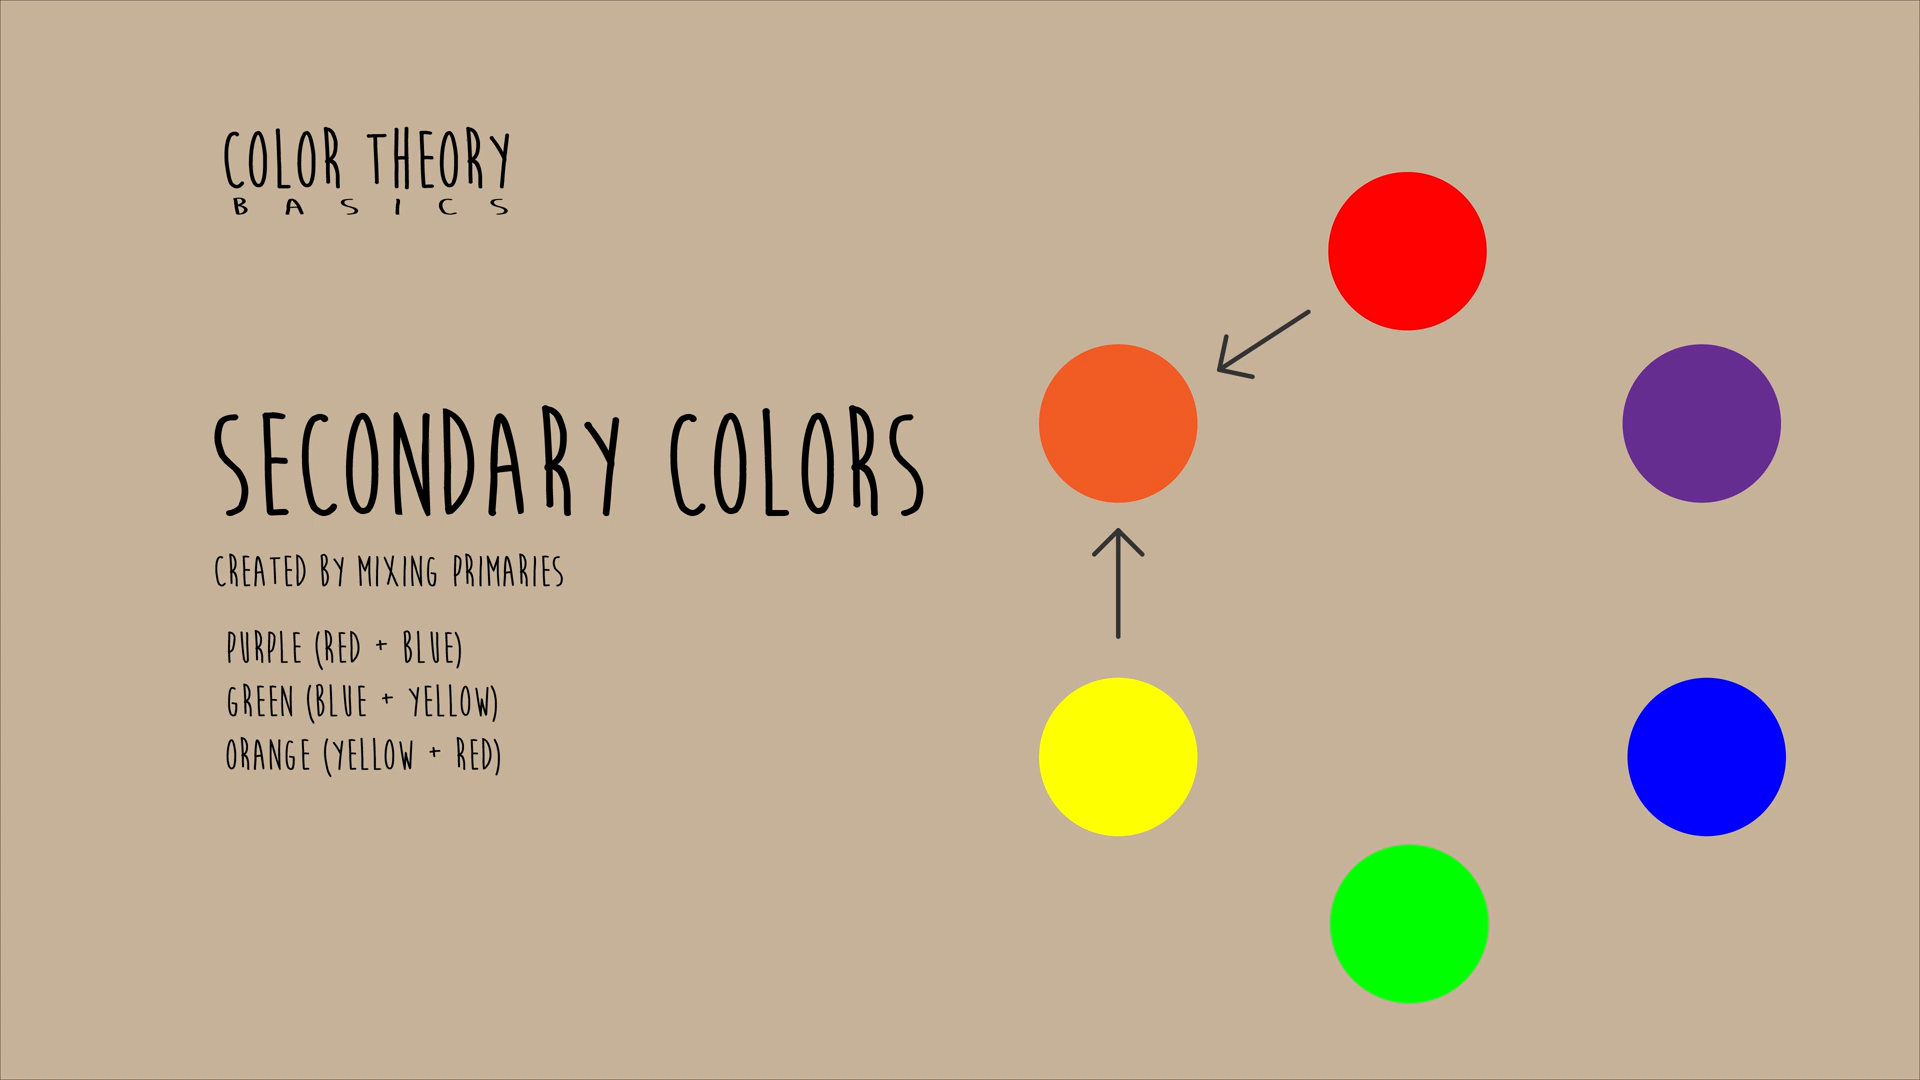 COLOR THEORY
BASICS
SECONDARY COLORS
CREATED BY MIXING PRIMARIES
PURPLE (RED + BLUE)
GREEN (BLUE + YELLOW)
ORANGE (YELLOW + RED)